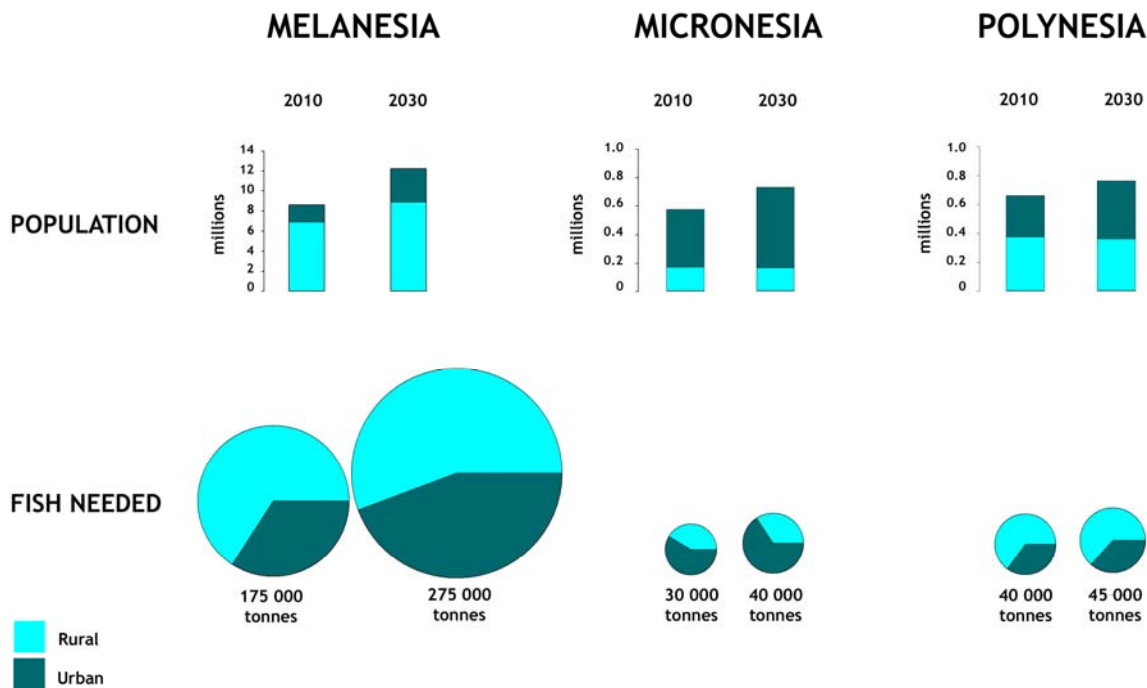 MELANESIA
MICRONESIA
POLYNESIA
2010
2030
2010
2030
2010
2030
POPULATION
millions
14
12
10
8
6
4
2
0
millions
1.0
0.8
0.6
0.4
0.2
0
millions
1.0
0.8
0.6
0.4
0.2
0
FISH NEEDED
175 000
tonnes
275 000
tonnes
30 000
tonnes
40 000
tonnes
40 000
tonnes
45 000
tonnes
Rural
Urban